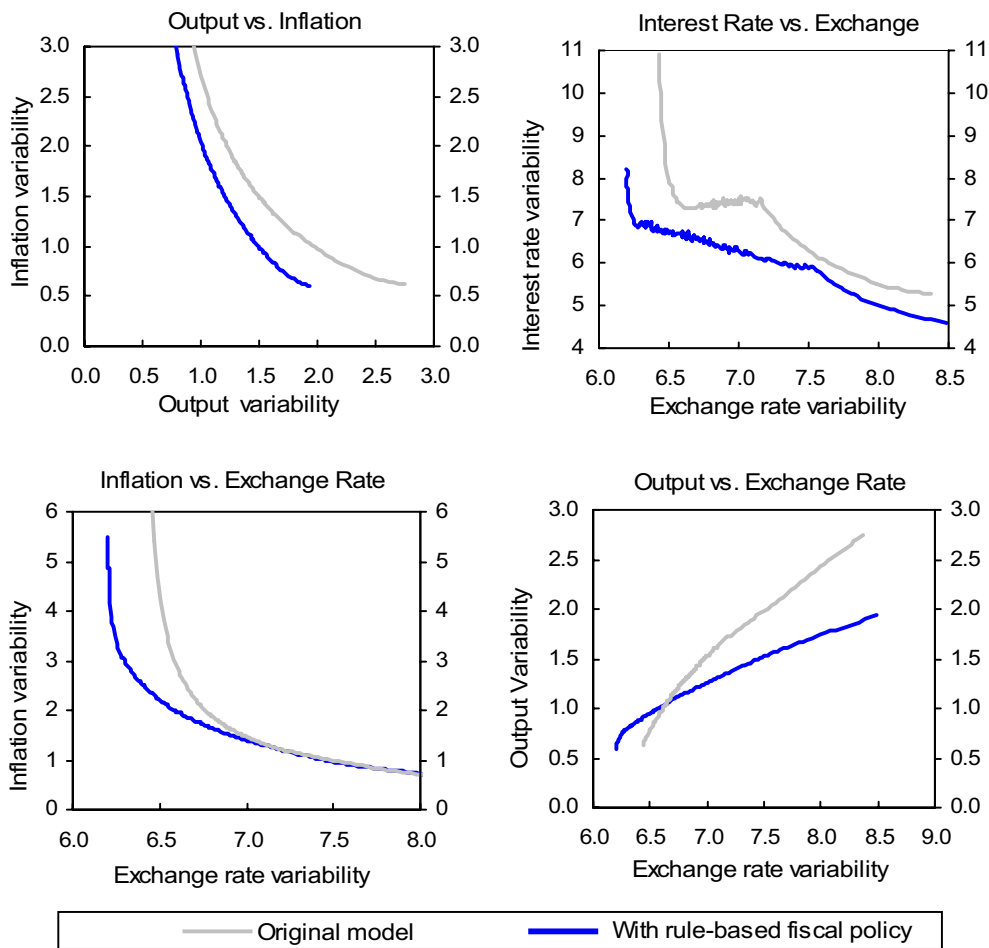 Output vs. Inflation
Inflation variability
3.0 3.0
2.5 2.5
2.0 2.0
1.5 1.5
1.0 1.0
0.5 0.5
0.0 0.0
0.0 0.5 1.0 1.5 2.0 2.5 3.0
Output variability
Interest Rate vs. Exchange
Interest rate variability
11 11
10 10
9 9
8 8
7 7
6 6
5 5
4 4
6.0 6.5 7.0 7.5 8.0 8.5
Exchange rate variability
Inflation vs. Exchange Rate
Inflation variability
6 6
5 5
4 4
3 3
2 2
1 1
0 0
6.0 6.5 7.0 7.5 8.0
Exchange rate variability
Output vs. Exchange Rate
Output Variability
3.0 3.0
2.5 2.5
2.0 2.0
1.5 1.5
1.0 1.0
0.5 0.5
0.0 0.0
6.0 6.5 7.0 7.5 8.0 8.5 9.0
Exchange rate variability
Original model
With rule-based fiscal policy